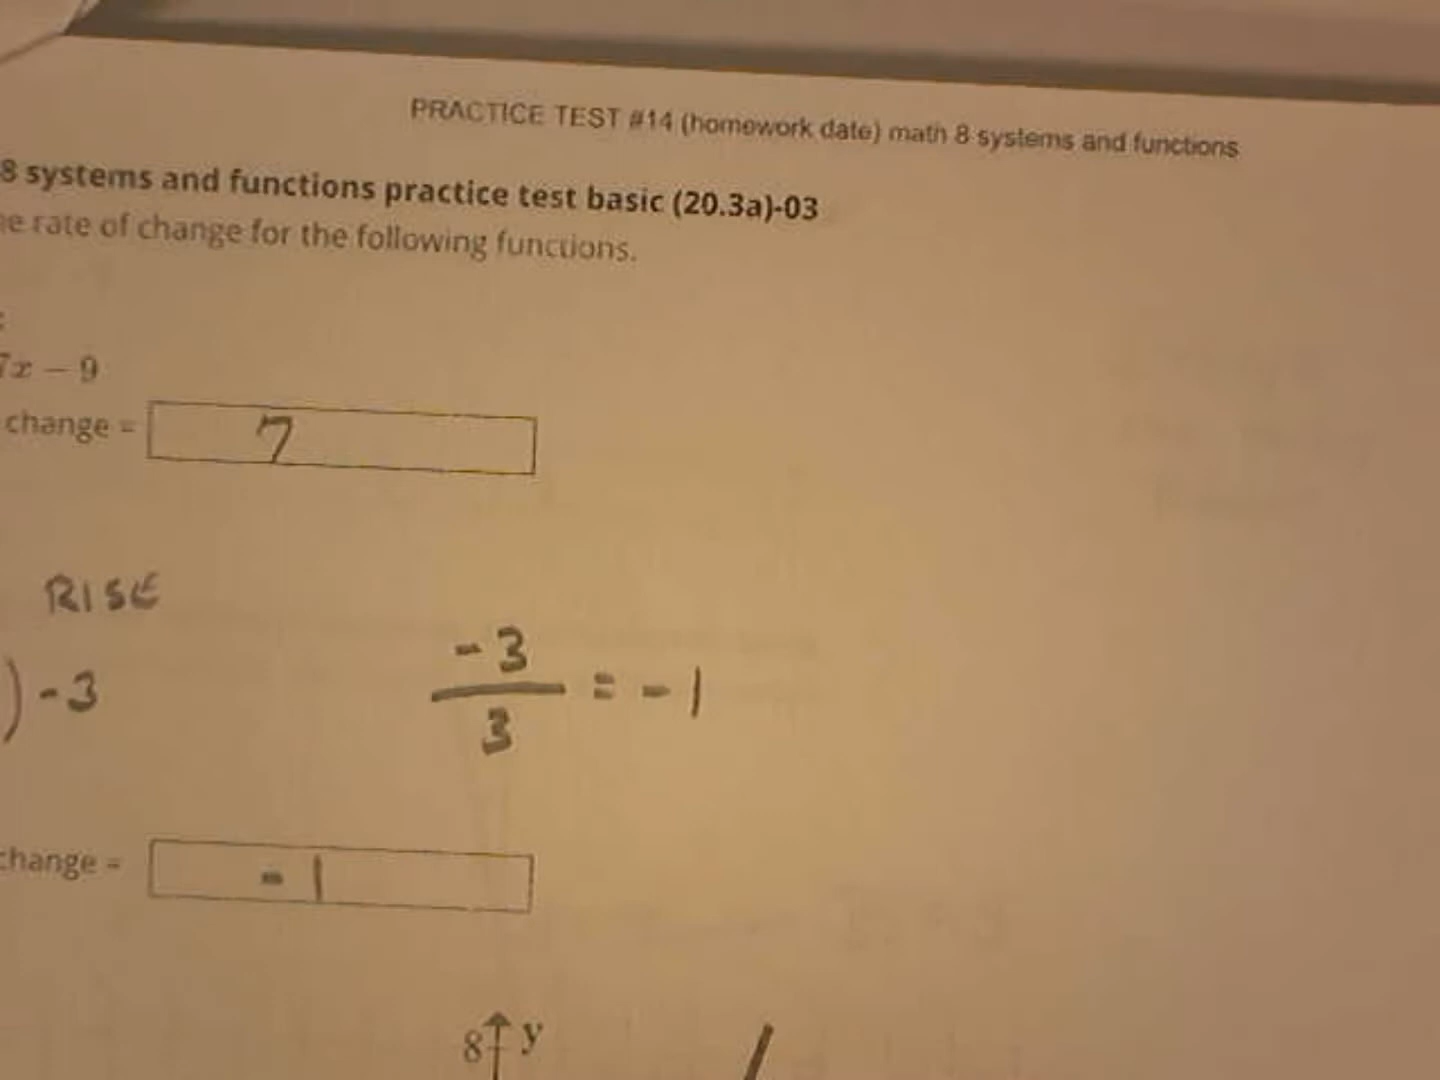 PRACTICE TEST #14 (homework date) math 8 systems and functions
8 systems and functions practice test basic (20.3a)-03
rate of change for the following functions.
7x - 9
change =
7
RISE
) -3
-3
3
= -1
change =
-1
8
y